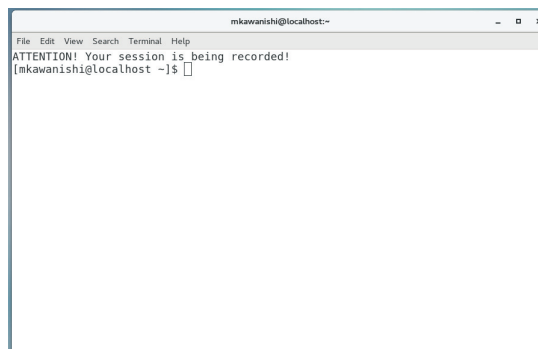 mkawanishi@localhost:~
File Edit View Search Terminal Help
ATTENTION! Your session is being recorded!
[mkawanishi@localhost ~]$